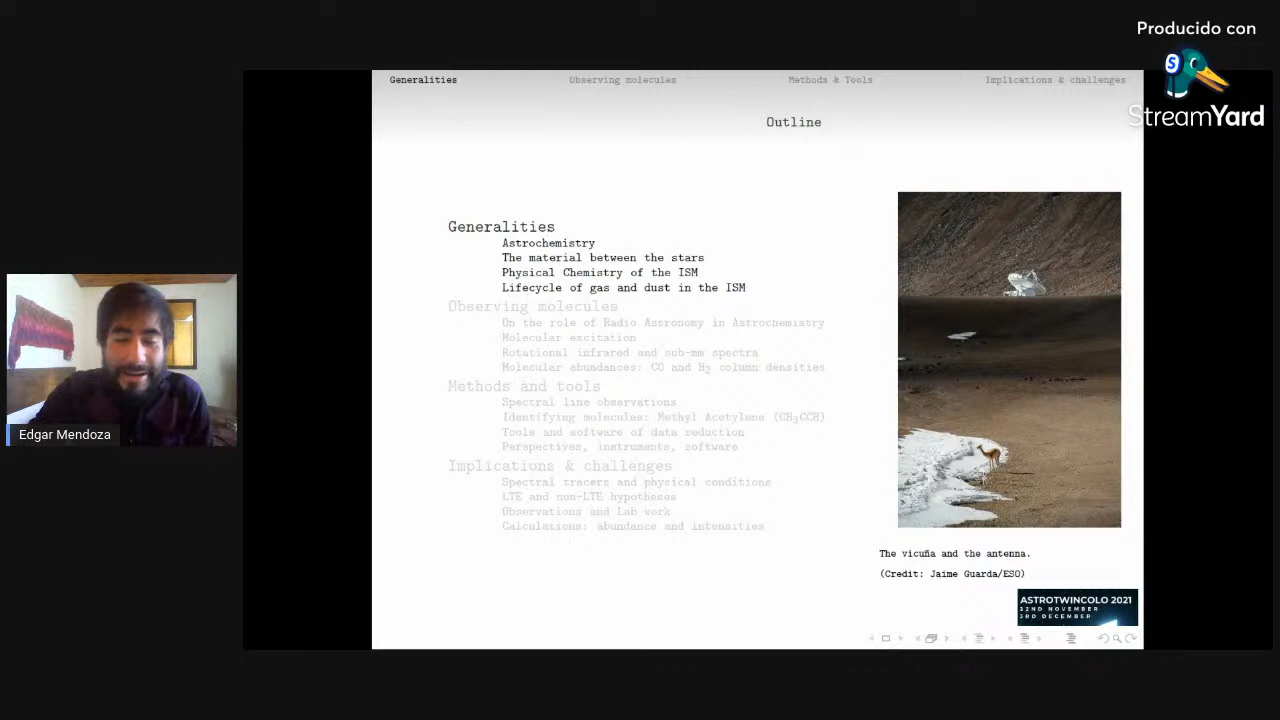 Producido con
StreamYard
Generalities Observing molecules Methods & Tools Implications & challenges
Outline
Generalities
Astrochemistry
The material between the stars
Physical Chemistry of the ISM
Lifecycle of gas and dust in the ISM
Observing molecules
On the role of Radio Astronomy in Astrochemistry
Molecular excitation
Rotational infrared and sub-mm spectra
Molecular abundances: CO and H₂ column densities
Methods and tools
Spectral line observations
Identifying molecules: Methyl Acetylene (CH₃CCH)
Tools and software of data reduction
Perspectives, instruments, software
Implications & challenges
Spectral tracers and physical conditions
LTE and non-LTE hypotheses
Observations and Lab work
Calculations: abundance and intensities
The vicuña and the antenna.
(Credit: Jaime Guarda/ESO)
ASTROTWINCOLO 2021
22ND NOVEMBER
3RD DECEMBER
Edgar Mendoza